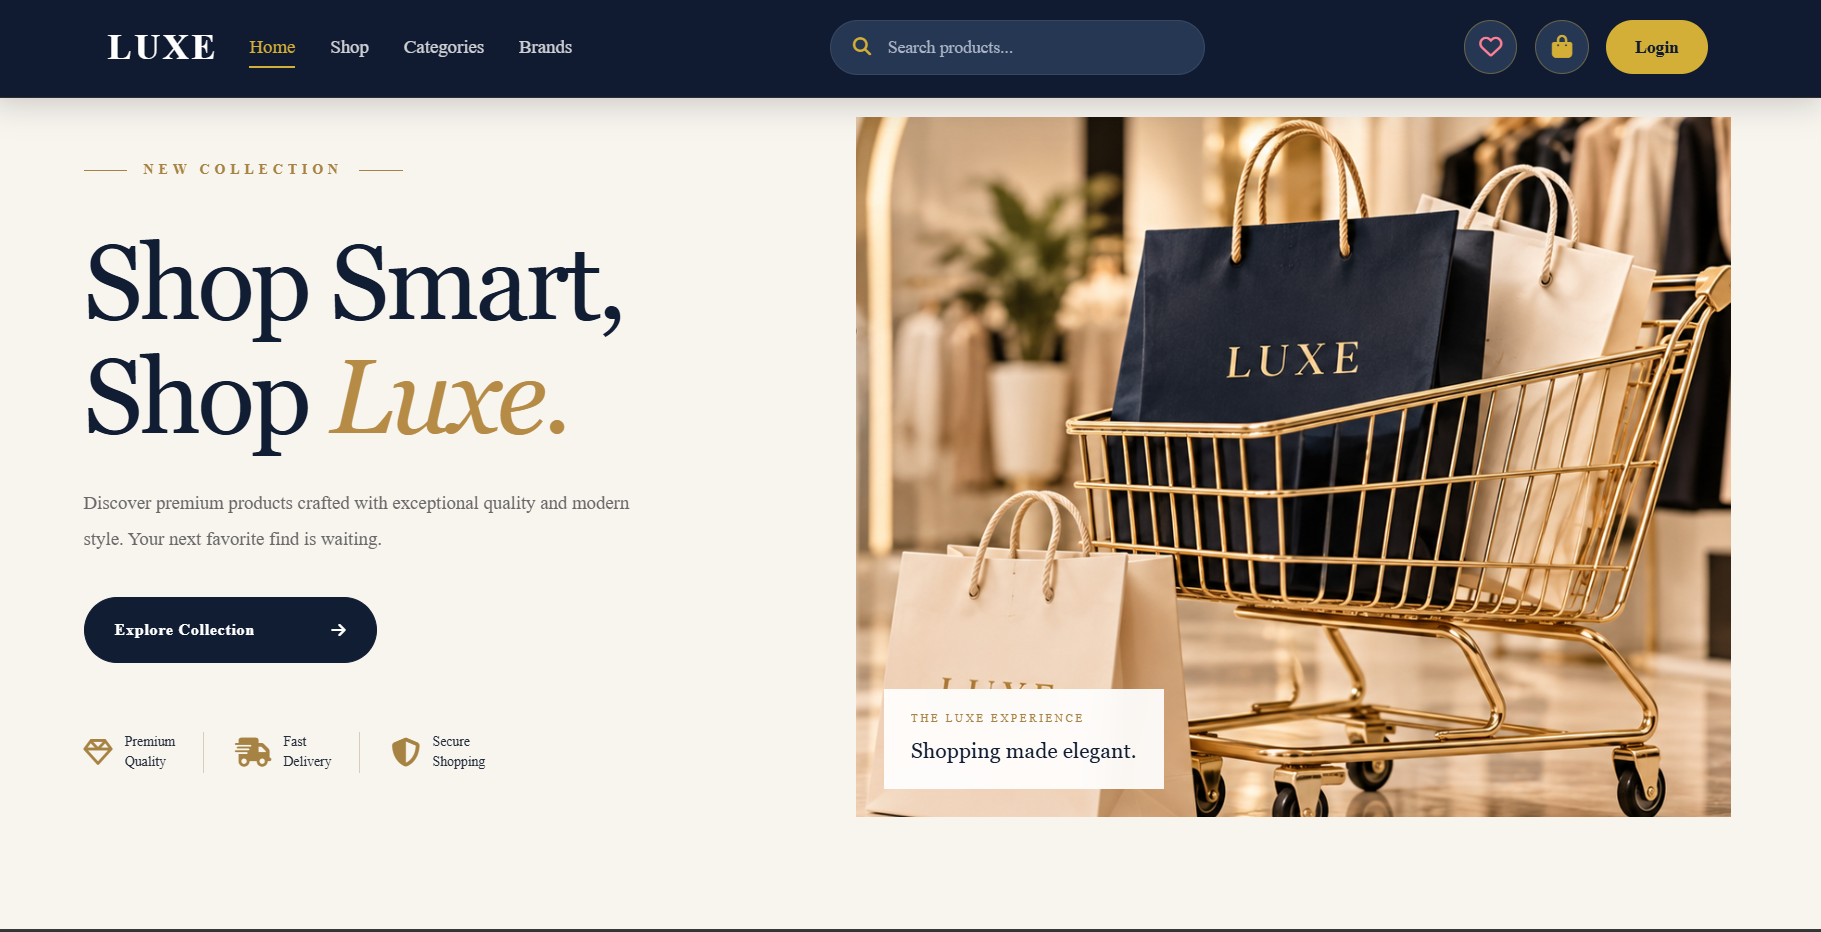 LUXE
Home
Shop
Categories
Brands
Search products...
Login
NEW COLLECTION
Shop Smart,
Shop Luxe.
Discover premium products crafted with exceptional quality and modern
style. Your next favorite find is waiting.
Explore Collection
Premium
Quality
Fast
Delivery
Secure
Shopping
LUXE
LUXE
THE LUXE EXPERIENCE
Shopping made elegant.